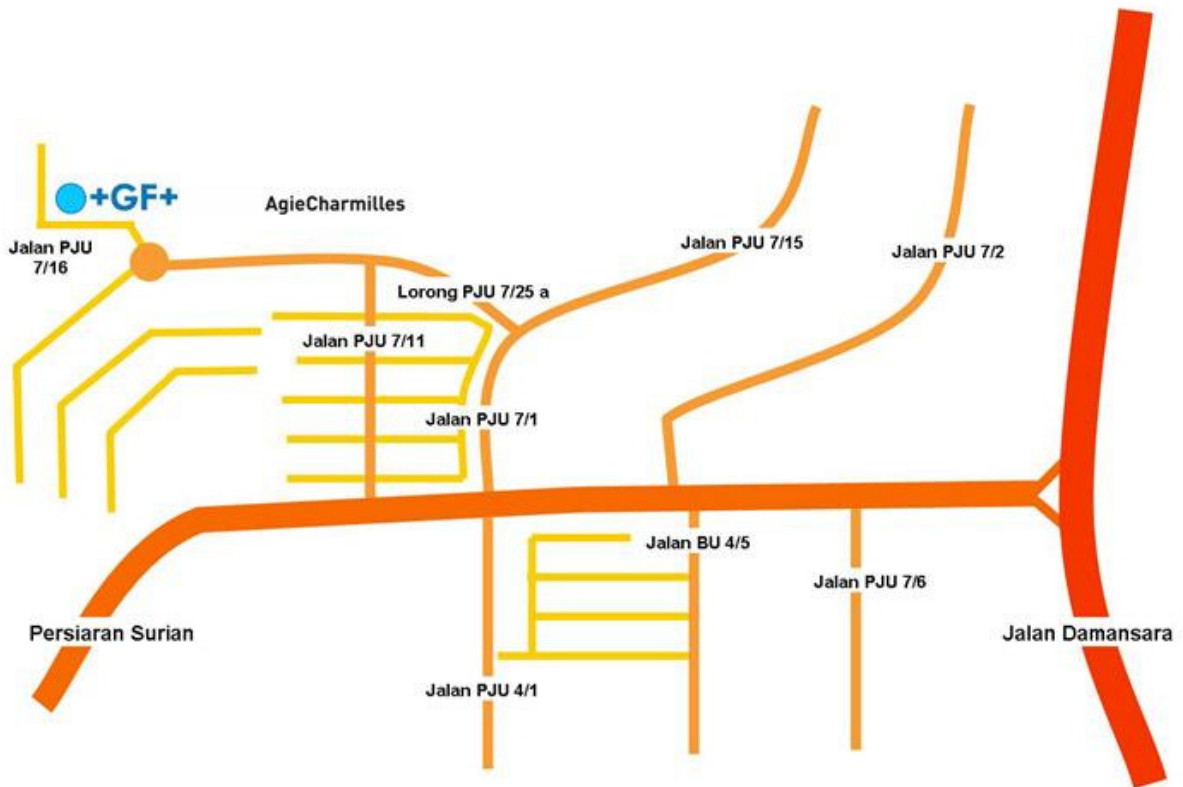 +GF+
AgieCharmilles
Jalan PJU
7/16
Jalan PJU 7/15
Jalan PJU 7/2
Lorong PJU 7/25 a
Jalan PJU 7/11
Jalan PJU 7/1
Jalan BU 4/5
Jalan PJU 7/6
Persiaran Surian
Jalan Damansara
Jalan PJU 4/1